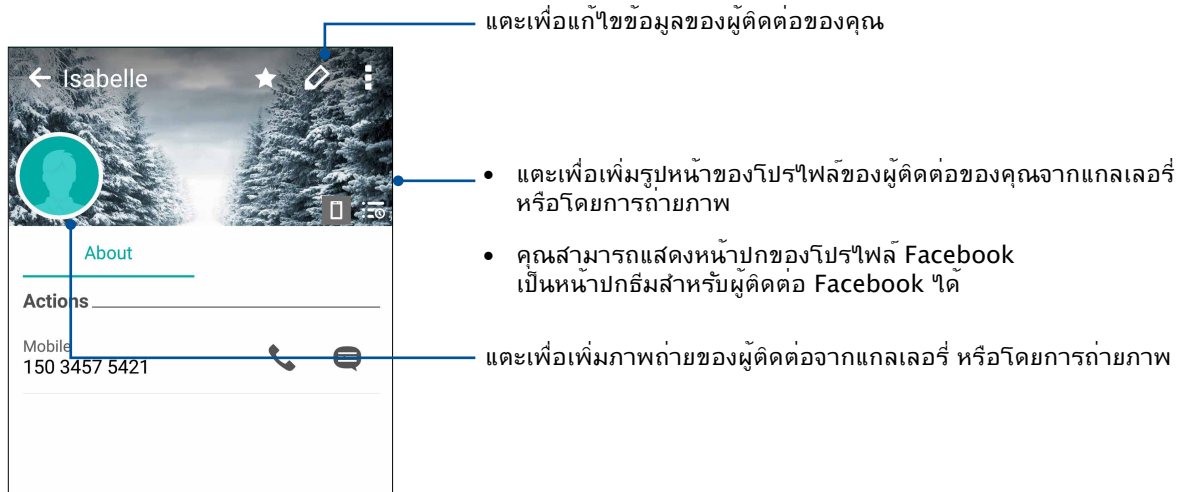 แตะเพื่อแก้ไขข้อมูลของผู้ติดต่อของคุณ
Isabelle
• แตะเพื่อเพิ่มรูปหน้าของโปรไฟล์ของผู้ติดต่อของคุณจากแกลเลอรี่
หรือโดยการถ่ายภาพ
• คุณสามารถแสดงหน้าปกของโปรไฟล์ Facebook
เป็นหน้าปกธีมสำหรับผู้ติดต่อ Facebook ได้
About
Actions
Mobile
150 3457 5421
แตะเพื่อเพิ่มภาพถ่ายของผู้ติดต่อจากแกลเลอรี่ หรือโดยการถ่ายภาพ